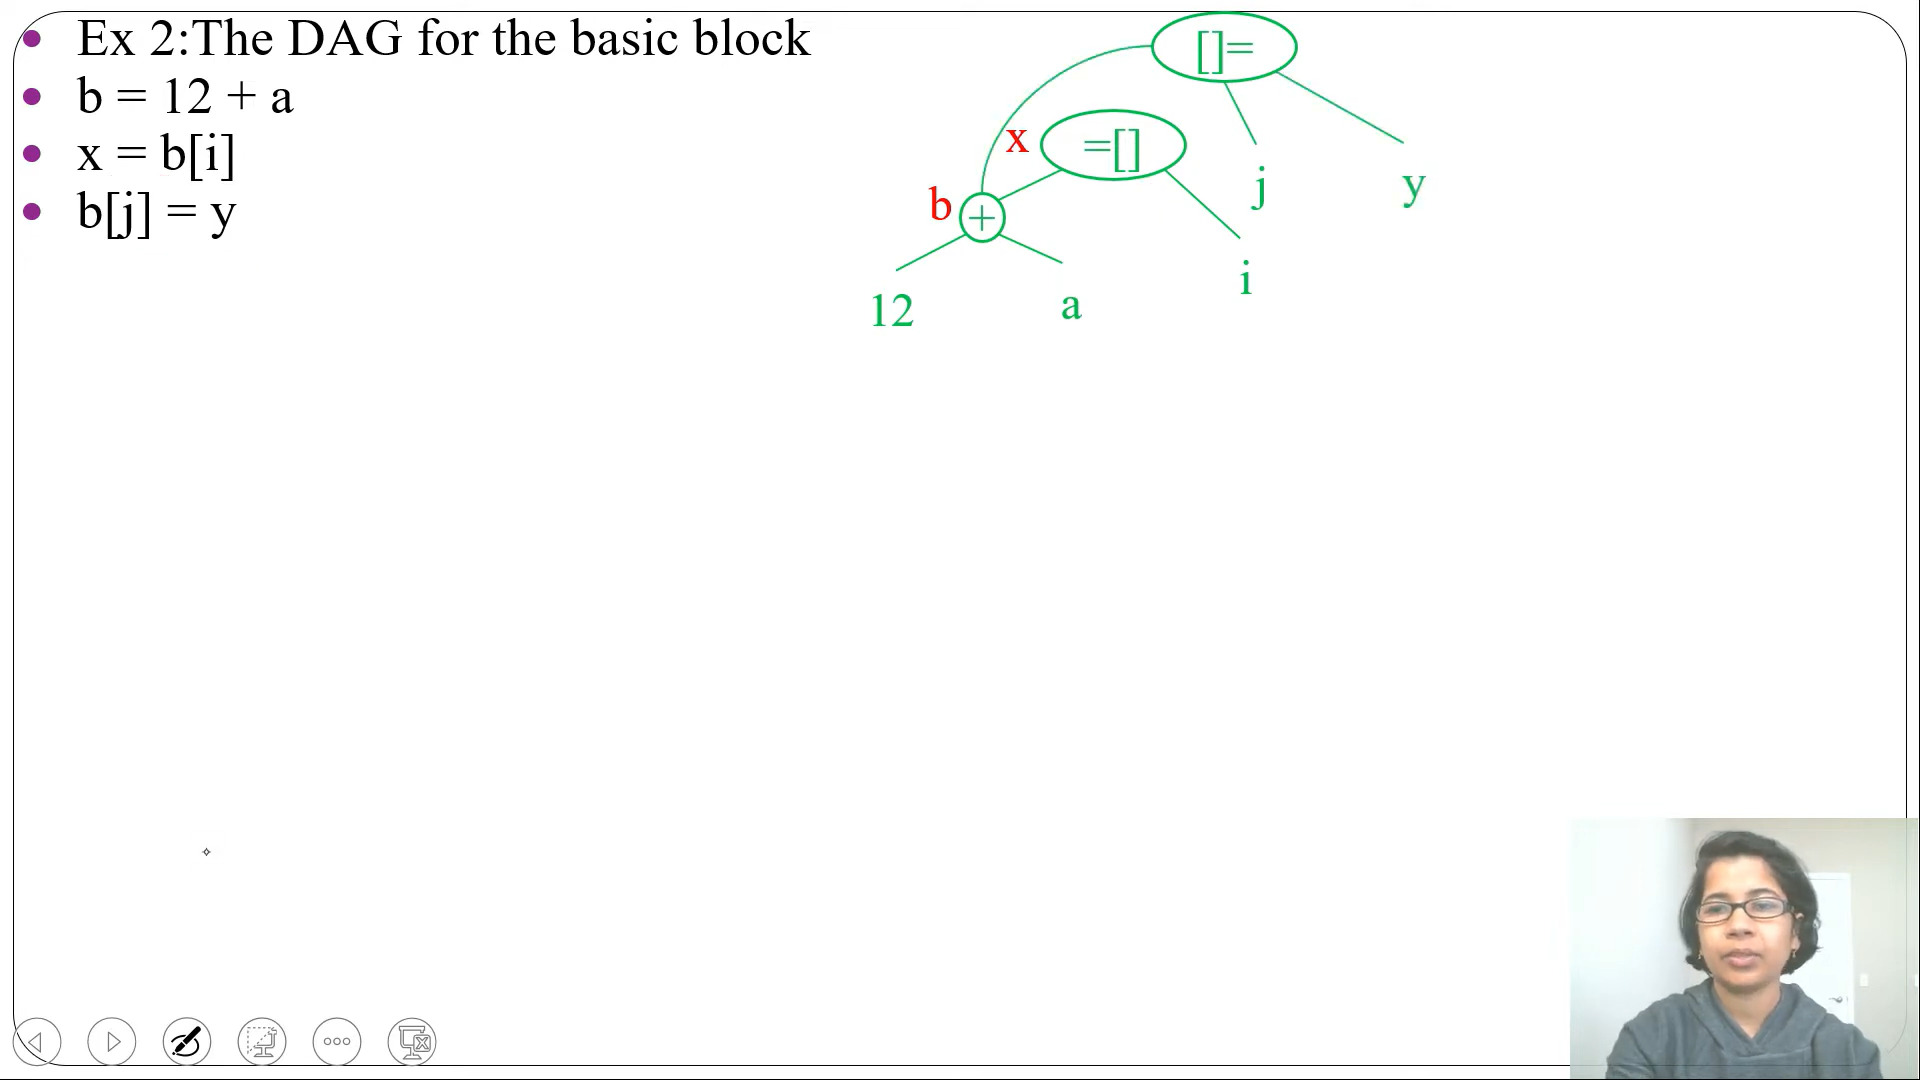 Ex 2:The DAG for the basic block
b = 12 + a
x = b[i]
b[j] = y
[]=
x =[]
j
y
b +
i
12
a